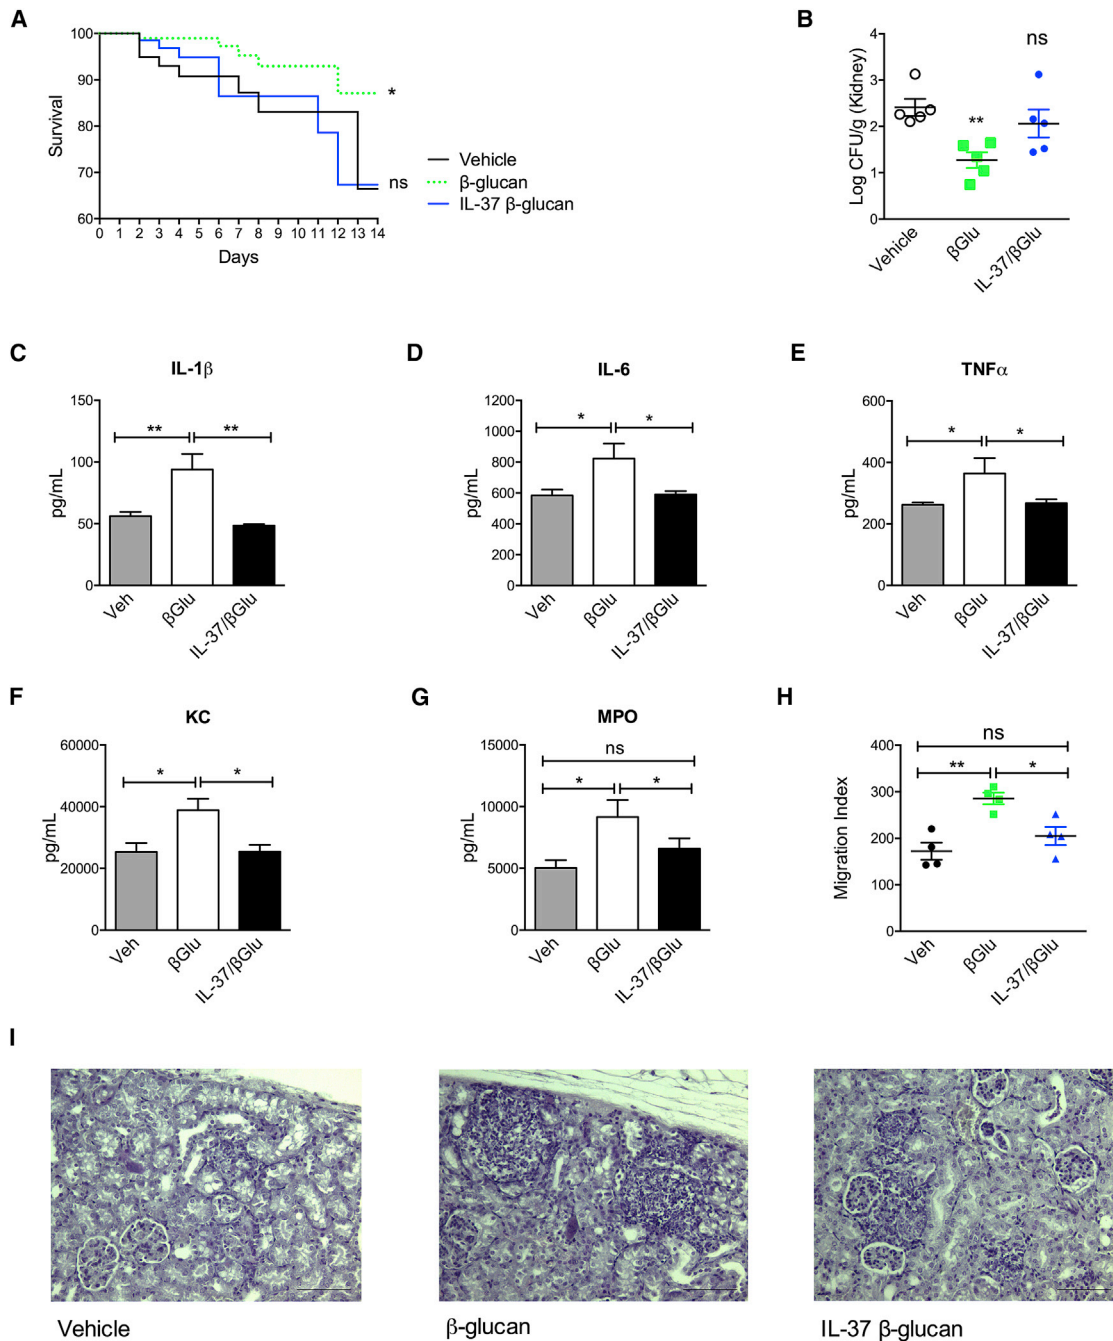 A
100
90
80
70
60
Survival
0 1 2 3 4 5 6 7 8 9 10 11 12 13 14
Days
*
ns
Vehicle
β-glucan
IL-37 β-glucan
B
ns
**
4
3
2
1
0
Log CFU/g (Kidney)
Vehicle
βGlu
IL-37/βGlu
C
IL-1β
150
100
50
0
pg/mL
** **
Veh
βGlu
IL-37/βGlu
D
IL-6
1200
1000
800
600
400
200
0
pg/mL
* *
Veh
βGlu
IL-37/βGlu
E
TNFα
600
400
200
0
pg/mL
* *
Veh
βGlu
IL-37/βGlu
F
KC
60000
40000
20000
0
pg/mL
* *
Veh
βGlu
IL-37/βGlu
G
MPO
15000
10000
5000
0
pg/mL
ns
* *
Veh
βGlu
IL-37/βGlu
H
400
300
200
100
0
Migration Index
ns
** *
Veh
βGlu
IL-37/βGlu
I
Vehicle
β-glucan
IL-37 β-glucan